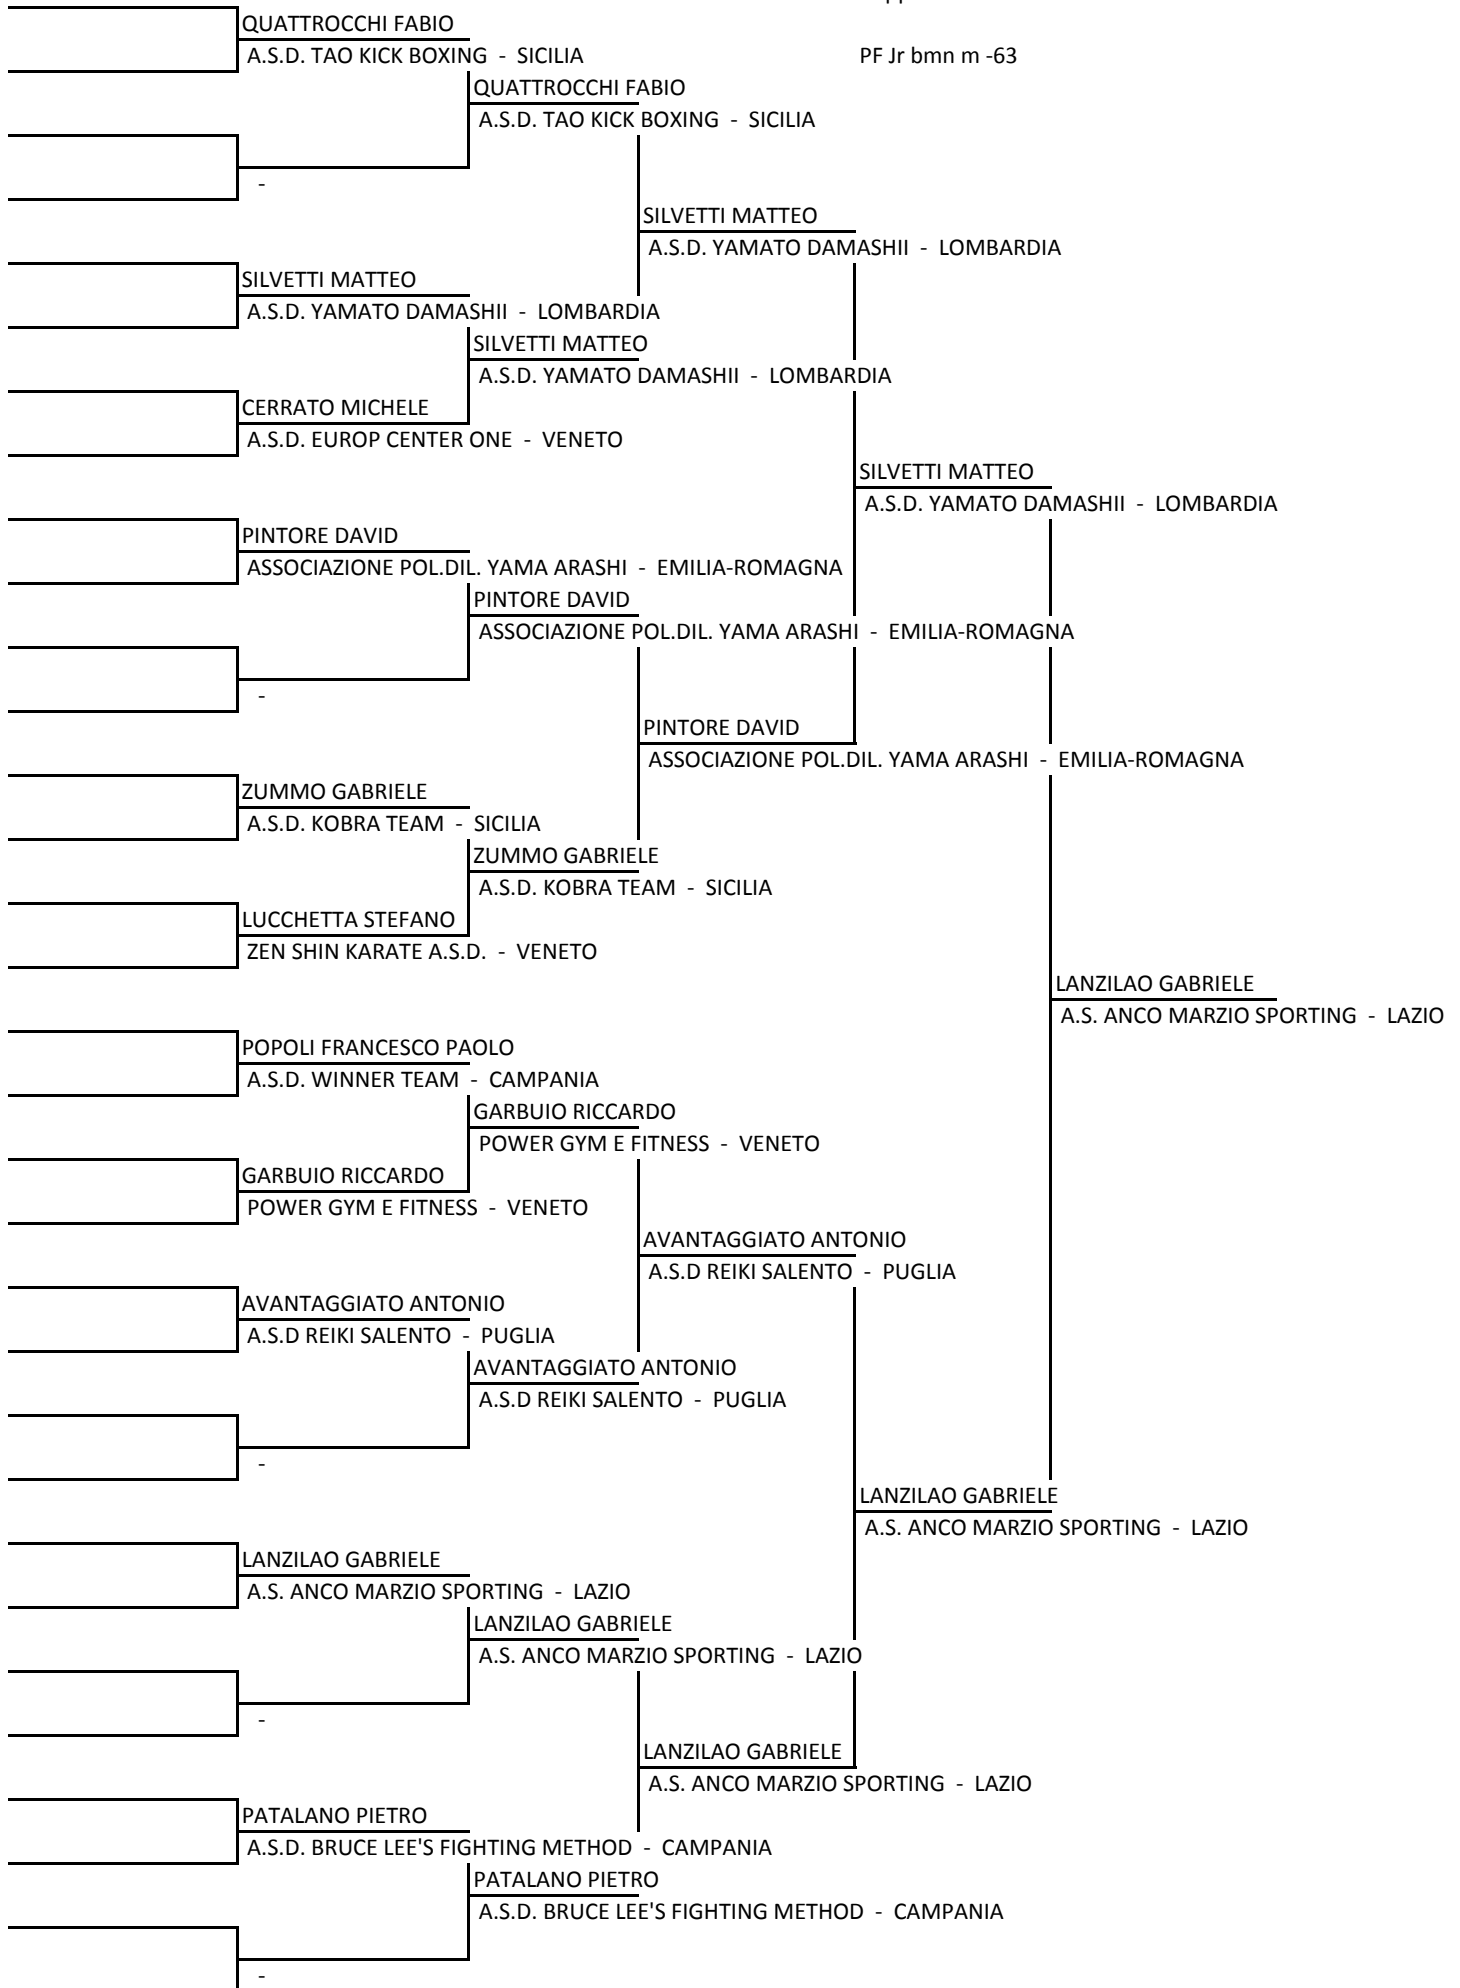 QUATTROCCHI FABIO
A.S.D. TAO KICK BOXING - SICILIA
PF Jr bmn m -63
QUATTROCCHI FABIO
A.S.D. TAO KICK BOXING - SICILIA
-
SILVETTI MATTEO
A.S.D. YAMATO DAMASHII - LOMBARDIA
SILVETTI MATTEO
A.S.D. YAMATO DAMASHII - LOMBARDIA
SILVETTI MATTEO
A.S.D. YAMATO DAMASHII - LOMBARDIA
CERRATO MICHELE
A.S.D. EUROP CENTER ONE - VENETO
SILVETTI MATTEO
A.S.D. YAMATO DAMASHII - LOMBARDIA
PINTORE DAVID
ASSOCIAZIONE POL.DIL. YAMA ARASHI - EMILIA-ROMAGNA
PINTORE DAVID
ASSOCIAZIONE POL.DIL. YAMA ARASHI - EMILIA-ROMAGNA
-
PINTORE DAVID
ASSOCIAZIONE POL.DIL. YAMA ARASHI - EMILIA-ROMAGNA
ZUMMO GABRIELE
A.S.D. KOBRA TEAM - SICILIA
ZUMMO GABRIELE
A.S.D. KOBRA TEAM - SICILIA
LUCCHETTA STEFANO
ZEN SHIN KARATE A.S.D. - VENETO
LANZILAO GABRIELE
A.S. ANCO MARZIO SPORTING - LAZIO
POPOLI FRANCESCO PAOLO
A.S.D. WINNER TEAM - CAMPANIA
GARBUIO RICCARDO
POWER GYM E FITNESS - VENETO
GARBUIO RICCARDO
POWER GYM E FITNESS - VENETO
AVANTAGGIATO ANTONIO
A.S.D REIKI SALENTO - PUGLIA
AVANTAGGIATO ANTONIO
A.S.D REIKI SALENTO - PUGLIA
AVANTAGGIATO ANTONIO
A.S.D REIKI SALENTO - PUGLIA
-
LANZILAO GABRIELE
A.S. ANCO MARZIO SPORTING - LAZIO
LANZILAO GABRIELE
A.S. ANCO MARZIO SPORTING - LAZIO
LANZILAO GABRIELE
A.S. ANCO MARZIO SPORTING - LAZIO
-
LANZILAO GABRIELE
A.S. ANCO MARZIO SPORTING - LAZIO
PATALANO PIETRO
A.S.D. BRUCE LEE'S FIGHTING METHOD - CAMPANIA
PATALANO PIETRO
A.S.D. BRUCE LEE'S FIGHTING METHOD - CAMPANIA
-